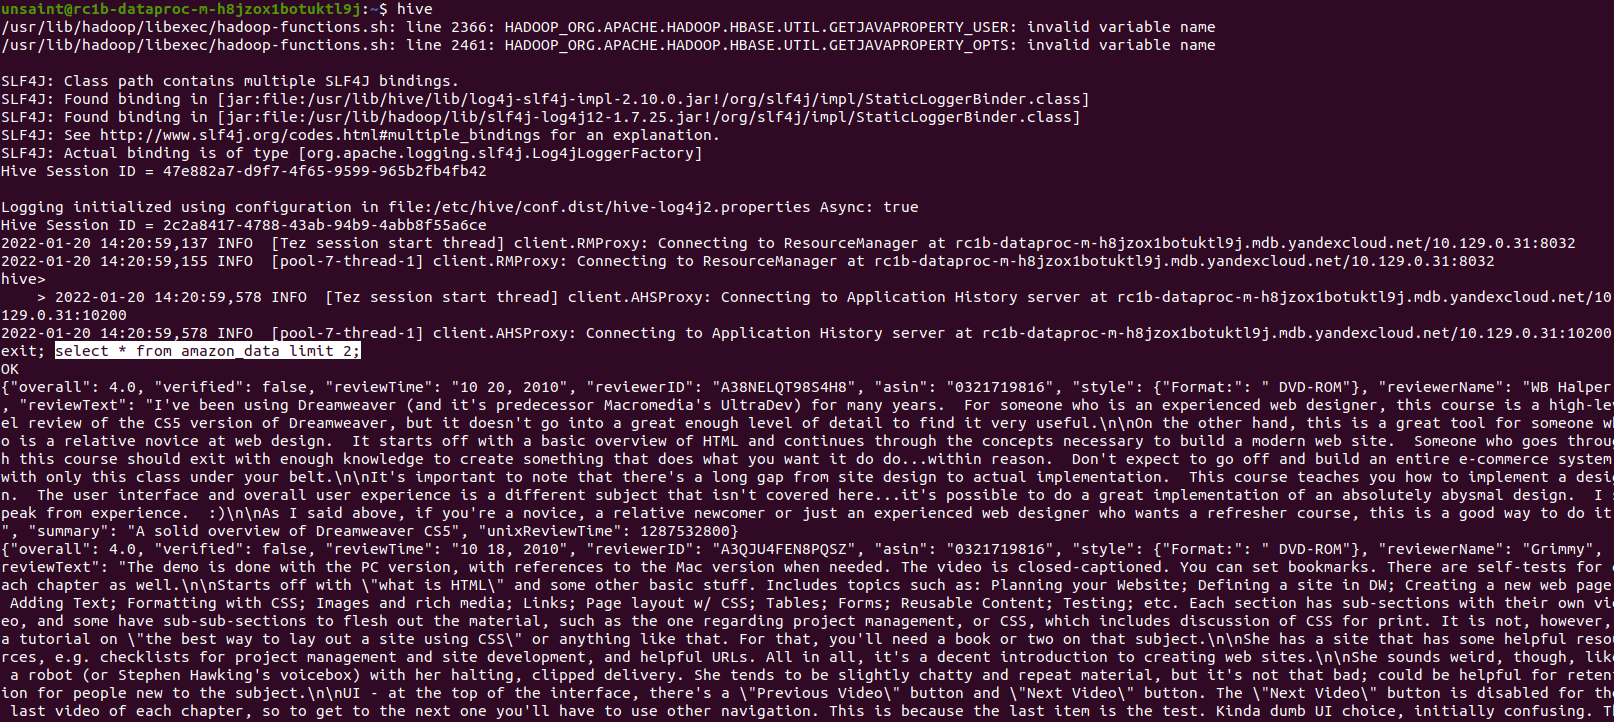 unsaint@rc1b-dataproc-m-h8jzox1botuktl9j:~$ hive
/usr/lib/hadoop/libexec/hadoop-functions.sh: line 2366: HADOOP_ORG.APACHE.HADOOP.HBASE.UTIL.GETJAVAPROPERTY_USER: invalid variable name
/usr/lib/hadoop/libexec/hadoop-functions.sh: line 2461: HADOOP_ORG.APACHE.HADOOP.HBASE.UTIL.GETJAVAPROPERTY_OPTS: invalid variable name
SLF4J: Class path contains multiple SLF4J bindings.
SLF4J: Found binding in [jar:file:/usr/lib/hive/lib/log4j-slf4j-impl-2.10.0.jar!/org/slf4j/impl/StaticLoggerBinder.class]
SLF4J: Found binding in [jar:file:/usr/lib/hadoop/lib/slf4j-log4j12-1.7.25.jar!/org/slf4j/impl/StaticLoggerBinder.class]
SLF4J: See http://www.slf4j.org/codes.html#multiple_bindings for an explanation.
SLF4J: Actual binding is of type [org.apache.logging.slf4j.Log4jLoggerFactory]
Hive Session ID = 47e882a7-d9f7-4f65-9599-965b2fb4fb42
Logging initialized using configuration in file:/etc/hive/conf.dist/hive-log4j2.properties Async: true
Hive Session ID = 2c2a8417-4788-43ab-94b9-4abb8f55a6ce
2022-01-20 14:20:59,137 INFO  [Tez session start thread] client.RMProxy: Connecting to ResourceManager at rc1b-dataproc-m-h8jzox1botuktl9j.mdb.yandexcloud.net/10.129.0.31:8032
2022-01-20 14:20:59,155 INFO  [pool-7-thread-1] client.RMProxy: Connecting to ResourceManager at rc1b-dataproc-m-h8jzox1botuktl9j.mdb.yandexcloud.net/10.129.0.31:8032
hive>
    > 2022-01-20 14:20:59,578 INFO  [Tez session start thread] client.AHSProxy: Connecting to Application History server at rc1b-dataproc-m-h8jzox1botuktl9j.mdb.yandexcloud.net/10.
129.0.31:10200
2022-01-20 14:20:59,578 INFO  [pool-7-thread-1] client.AHSProxy: Connecting to Application History server at rc1b-dataproc-m-h8jzox1botuktl9j.mdb.yandexcloud.net/10.129.0.31:10200
exit; select * from amazon_data limit 2;
OK
{"overall": 4.0, "verified": false, "reviewTime": "10 20, 2010", "reviewerID": "A38NELQT98S4H8", "asin": "0321719816", "style": {"Format:": " DVD-ROM"}, "reviewerName": "WB Halper
, "reviewText": "I've been using Dreamweaver (and it's predecessor Macromedia's UltraDev) for many years.  For someone who is an experienced web designer, this course is a high-lev
el review of the CS5 version of Dreamweaver, but it doesn't go into a great enough level of detail to find it very useful.\n\nOn the other hand, this is a great tool for someone wh
o is a relative novice at web design.  It starts off with a basic overview of HTML and continues through the concepts necessary to build a modern web site.  Someone who goes throug
h this course should exit with enough knowledge to create something that does what you want it do do...within reason.  Don't expect to go off and build an entire e-commerce system
with only this class under your belt.\n\nIt's important to note that there's a long gap from site design to actual implementation.  This course teaches you how to implement a desig
n.  The user interface and overall user experience is a different subject that isn't covered here...it's possible to do a great implementation of an absolutely abysmal design.  I s
peak from experience.  :)\n\nAs I said above, if you're a novice, a relative newcomer or just an experienced web designer who wants a refresher course, this is a good way to do it
", "summary": "A solid overview of Dreamweaver CS5", "unixReviewTime": 1287532800}
{"overall": 4.0, "verified": false, "reviewTime": "10 18, 2010", "reviewerID": "A3QJU4FEN8PQSZ", "asin": "0321719816", "style": {"Format:": " DVD-ROM"}, "reviewerName": "Grimmy",
reviewText": "The demo is done with the PC version, with references to the Mac version when needed. The video is closed-captioned. You can set bookmarks. There are self-tests for e
ach chapter as well.\n\nStarts off with \"what is HTML\" and some other basic stuff. Includes topics such as: Planning your Website; Defining a site in DW; Creating a new web page
 Adding Text; Formatting with CSS; Images and rich media; Links; Page layout w/ CSS; Tables; Forms; Reusable Content; Testing; etc. Each section has sub-sections with their own vid
eo, and some have sub-sub-sections to flesh out the material, such as the one regarding project management, or CSS, which includes discussion of CSS for print. It is not, however,
a tutorial on \"the best way to lay out a site using CSS\" or anything like that. For that, you'll need a book or two on that subject.\n\nShe has a site that has some helpful resou
rces, e.g. checklists for project management and site development, and helpful URLs. All in all, it's a decent introduction to creating web sites.\n\nShe sounds weird, though, like
 a robot (or Stephen Hawking's voicebox) with her halting, clipped delivery. She tends to be slightly chatty and repeat material, but it's not that bad; could be helpful for retent
ion for people new to the subject.\n\nUI - at the top of the interface, there's a \"Previous Video\" button and \"Next Video\" button. The \"Next Video\" button is disabled for the
 last video of each chapter, so to get to the next one you'll have to use other navigation. This is because the last item is the test. Kinda dumb UI choice, initially confusing. Th